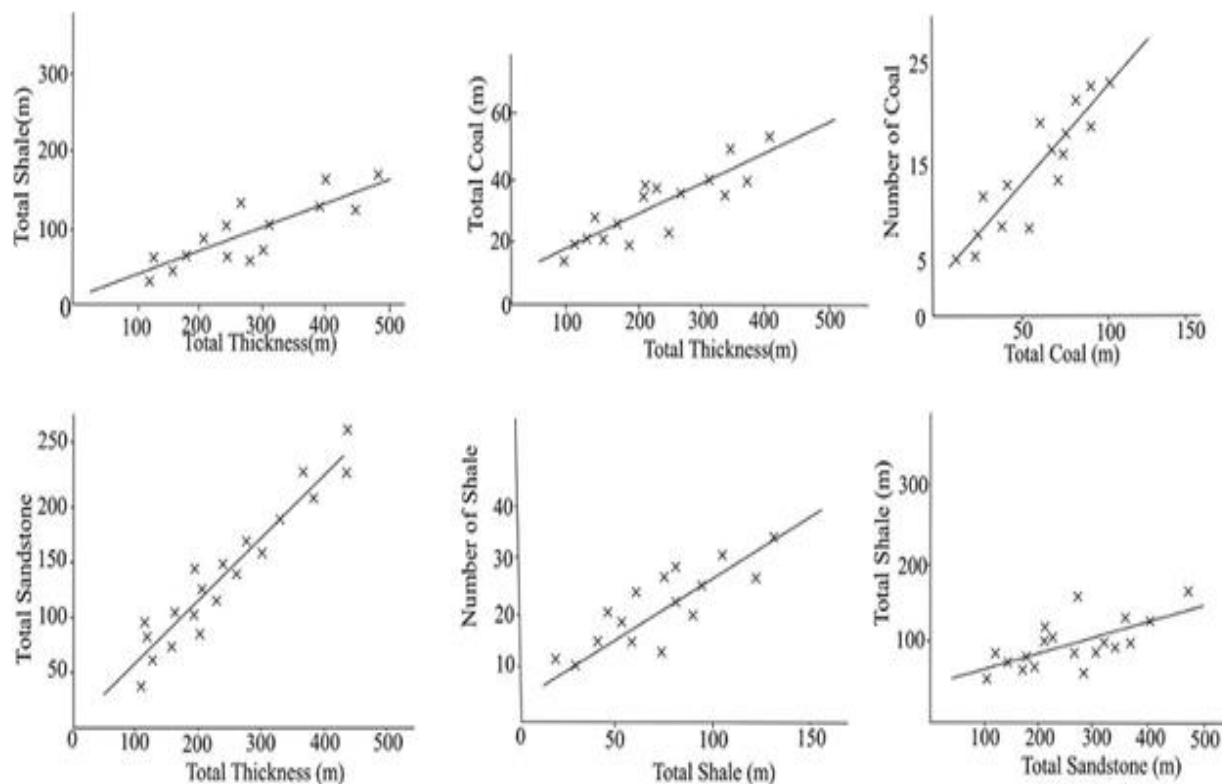 Total Shale(m)
300
200
100
0
100 200 300 400 500
Total Thickness(m)
Total Coal (m)
60
40
20
0
100 200 300 400 500
Total Thickness(m)
Number of Coal
25
15
5
0
50 100 150
Total Coal (m)
Total Sandstone
250
200
150
100
50
0 100 200 300 400 500
Total Thickness (m)
Number of Shale
40
30
20
10
0 50 100 150
Total Shale (m)
Total Shale (m)
300
200
100
100 200 300 400 500
Total Sandstone (m)